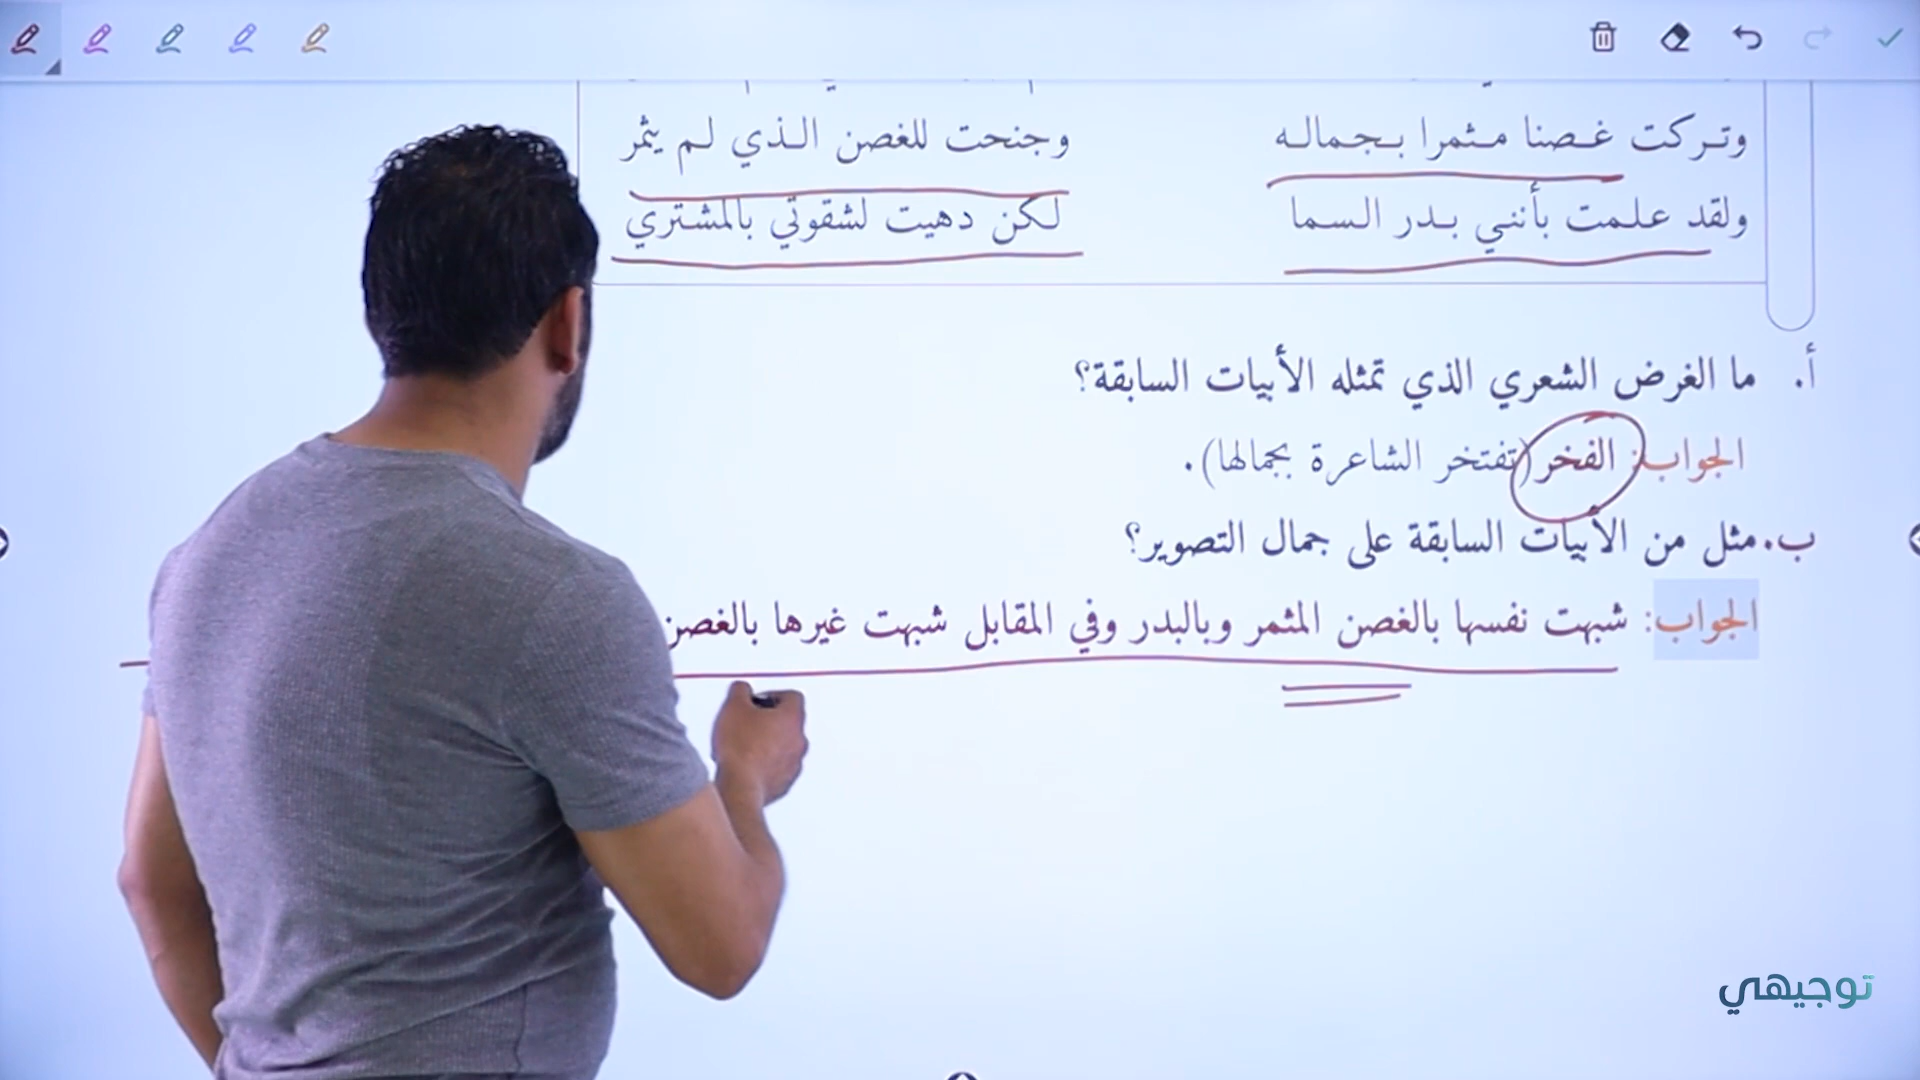 وتركت غصنا مثمرا بجماله وجنحت للغصن الذي لم يثمر
ولقد علمت بأنني بدر السما لكن دهيت لشقوتي بالمشتري
أ. ما الغرض الشعري الذي تمثله الأبيات السابقة؟
الجواب: الفخر (تفتخر الشاعرة بجمالها).
ب. مثل من الأبيات السابقة على جمال التصوير؟
الجواب: شبهت نفسها بالغصن المثمر وبالبدر وفي المقابل شبهت غيرها بالغصن
توجيهي